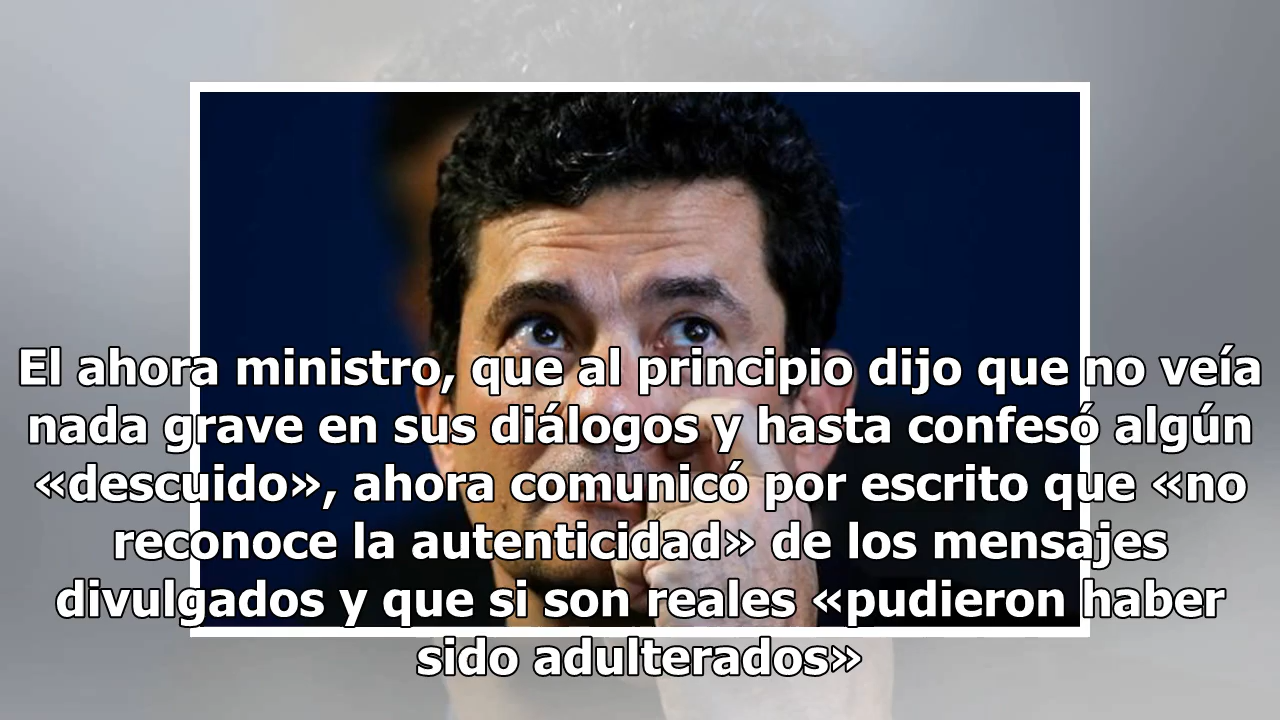 El ahora ministro, que al principio dijo que no veía
nada grave en sus diálogos y hasta confesó algún
«descuido», ahora comunicó por escrito que «no
reconoce la autenticidad» de los mensajes
divulgados y que si son reales «pudieron haber
sido adulterados»